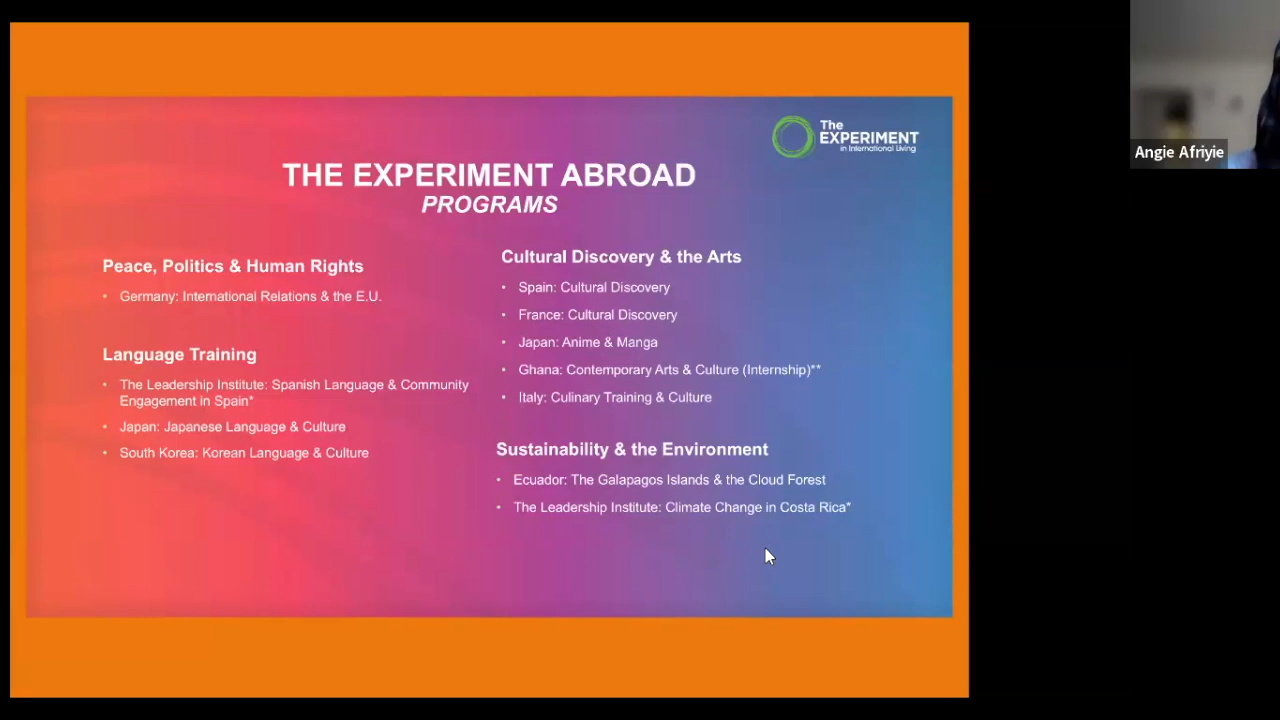 The
EXPERIMENT
in International Living
THE EXPERIMENT ABROAD
PROGRAMS
Peace, Politics & Human Rights
• Germany: International Relations & the E.U.
Language Training
• The Leadership Institute: Spanish Language & Community
Engagement in Spain*
• Japan: Japanese Language & Culture
• South Korea: Korean Language & Culture
Cultural Discovery & the Arts
• Spain: Cultural Discovery
• France: Cultural Discovery
• Japan: Anime & Manga
• Ghana: Contemporary Arts & Culture (Internship)**
• Italy: Culinary Training & Culture
Sustainability & the Environment
• Ecuador: The Galapagos Islands & the Cloud Forest
• The Leadership Institute: Climate Change in Costa Rica*
Angie Afriyie